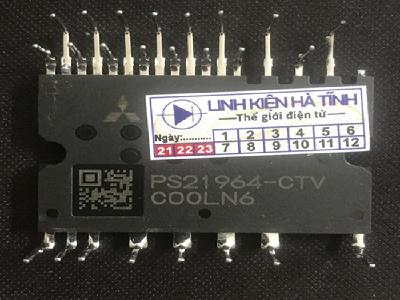 LINH KIỆN HÀ TĨNH
Thế giới điện tử
Ngày:.......... 1 2 3 4 5 6
21 22 23 7 8 9 10 11 12
PS21964-CTV
C00LN6